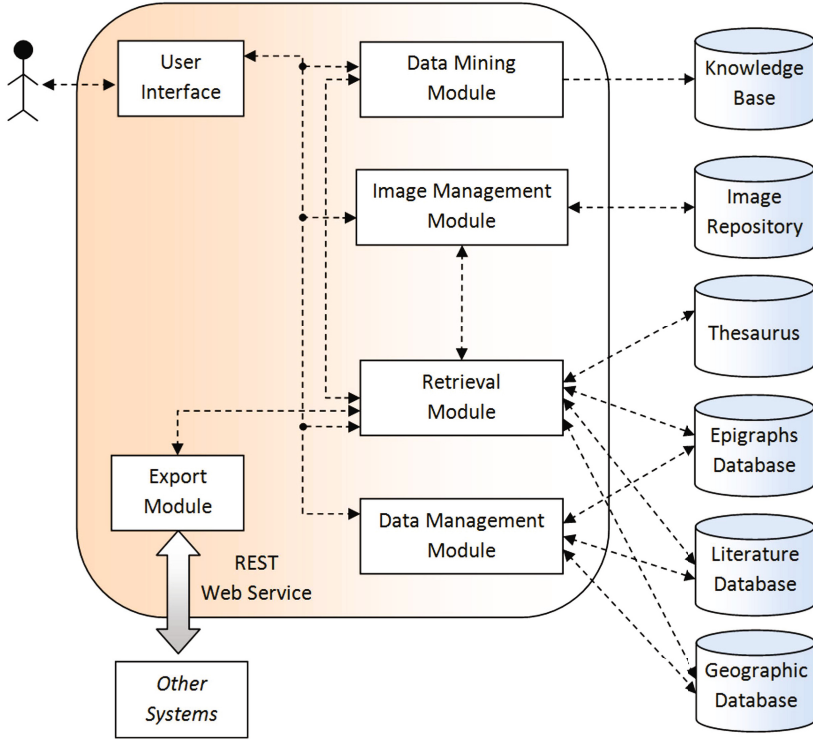 User
Interface
Data Mining
Module
Knowledge
Base
Image Management
Module
Image
Repository
Thesaurus
Retrieval
Module
Epigraphs
Database
Export
Module
Data Management
Module
Literature
Database
REST
Web Service
Geographic
Database
Other
Systems